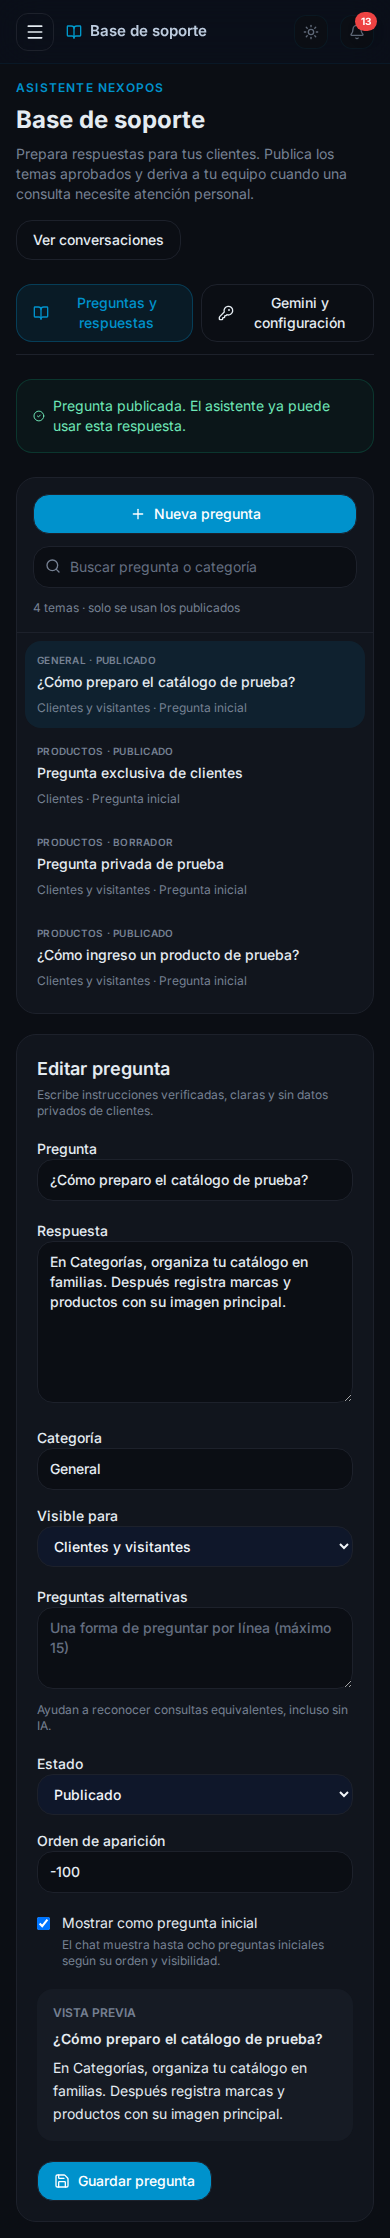 Base de soporte
13
ASISTENTE NEXOPOS
Base de soporte
Prepara respuestas para tus clientes. Publica los
temas aprobados y deriva a tu equipo cuando una
consulta necesite atención personal.
Ver conversaciones
Preguntas y
respuestas
Gemini y
configuración
Pregunta publicada. El asistente ya puede
usar esta respuesta.
Nueva pregunta
Buscar pregunta o categoría
4 temas · solo se usan los publicados
GENERAL · PUBLICADO
¿Cómo preparo el catálogo de prueba?
Clientes y visitantes · Pregunta inicial
PRODUCTOS · PUBLICADO
Pregunta exclusiva de clientes
Clientes · Pregunta inicial
PRODUCTOS · BORRADOR
Pregunta privada de prueba
Clientes y visitantes · Pregunta inicial
PRODUCTOS · PUBLICADO
¿Cómo ingreso un producto de prueba?
Clientes y visitantes · Pregunta inicial
Editar pregunta
Escribe instrucciones verificadas, claras y sin datos
privados de clientes.
Pregunta
¿Cómo preparo el catálogo de prueba?
Respuesta
En Categorías, organiza tu catálogo en
familias. Después registra marcas y
productos con su imagen principal.
Categoría
General
Visible para
Clientes y visitantes
Preguntas alternativas
Una forma de preguntar por línea (máximo
15)
Ayudan a reconocer consultas equivalentes, incluso sin
IA.
Estado
Publicado
Orden de aparición
-100
Mostrar como pregunta inicial
El chat muestra hasta ocho preguntas iniciales
según su orden y visibilidad.
VISTA PREVIA
¿Cómo preparo el catálogo de prueba?
En Categorías, organiza tu catálogo en
familias. Después registra marcas y
productos con su imagen principal.
Guardar pregunta